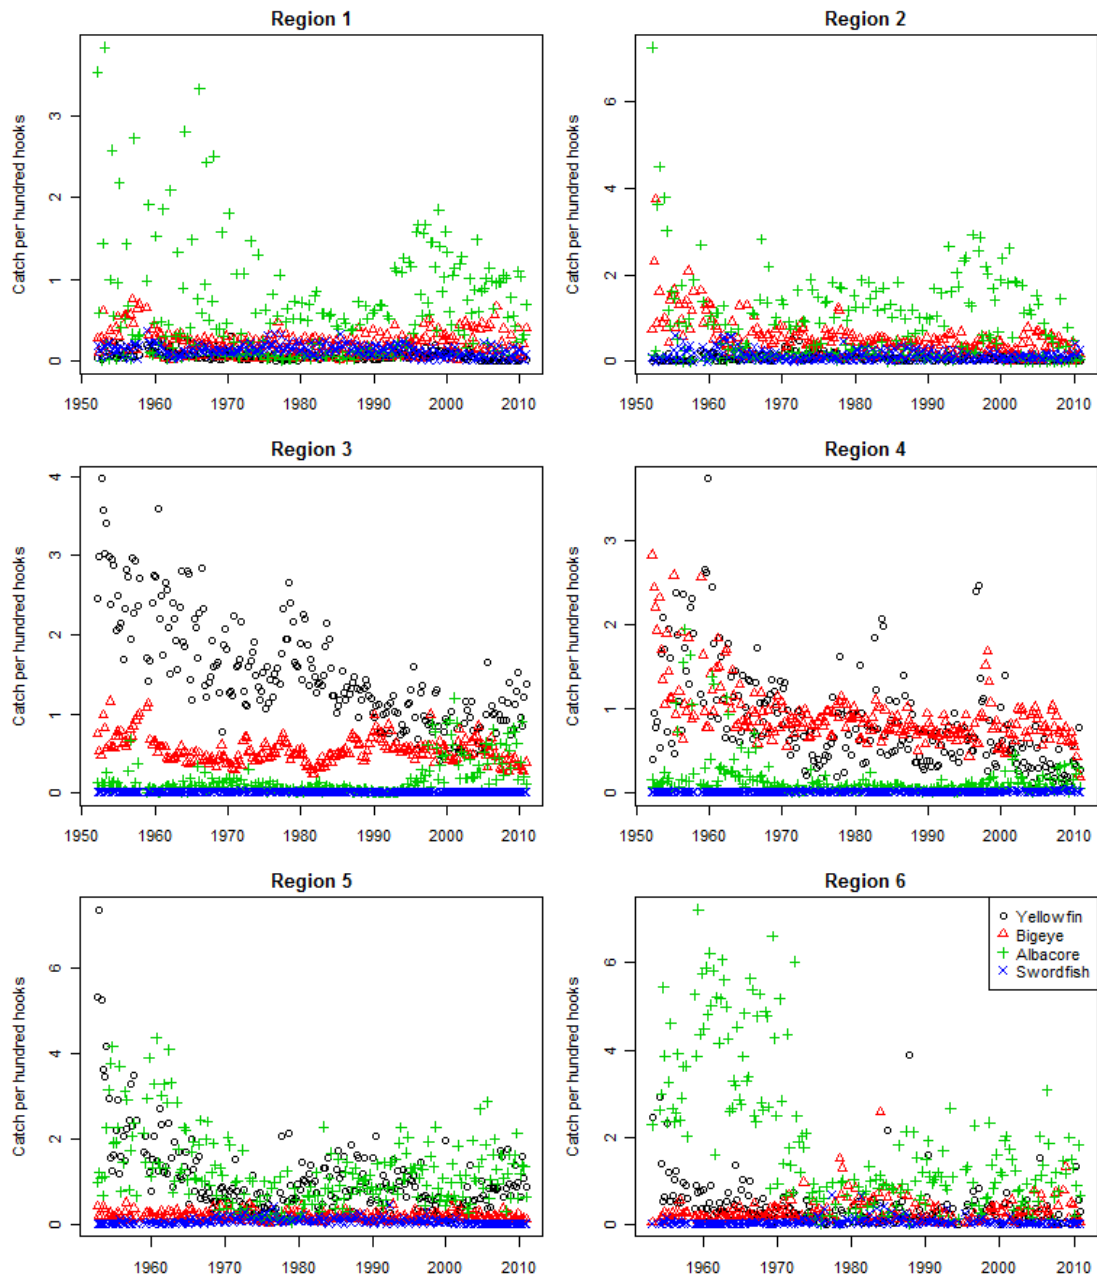 Region 1
Catch per hundred hooks
3
2
1
0
1950 1960 1970 1980 1990 2000 2010
Region 2
Catch per hundred hooks
6
4
2
0
1950 1960 1970 1980 1990 2000 2010
Region 3
Catch per hundred hooks
4
3
2
1
0
1950 1960 1970 1980 1990 2000 2010
Region 4
Catch per hundred hooks
3
2
1
0
1950 1960 1970 1980 1990 2000 2010
Region 5
Catch per hundred hooks
6
4
2
0
1960 1970 1980 1990 2000 2010
Region 6
Catch per hundred hooks
6
4
2
0
1960 1970 1980 1990 2000 2010
Yellowfin
Bigeye
Albacore
Swordfish